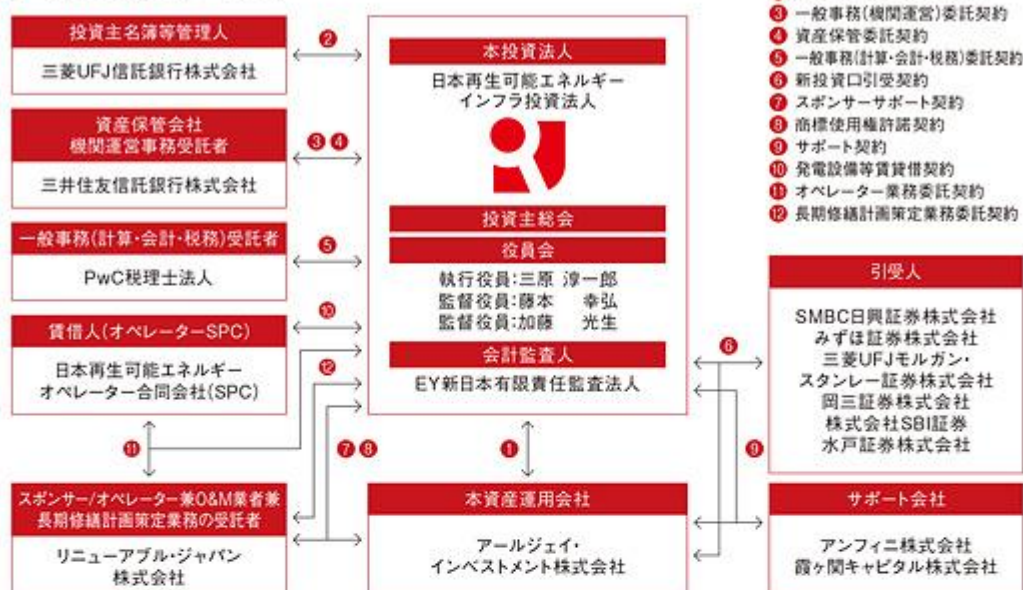 投資主名簿等管理人
三菱UFJ信託銀行株式会社
資産保管会社
機関運営事務受託者
三井住友信託銀行株式会社
一般事務(計算・会計・税務)受託者
PwC税理士法人
賃借人(オペレーターSPC)
日本再生可能エネルギー
オペレーター合同会社(SPC)
スポンサー/オペレーター兼O&M業者兼
長期修繕計画策定業務の受託者
リニューアブル・ジャパン
株式会社
❷
❸ ❹
❺
❿
⓬
⓫
❼ ❽
❶
❻
❾
本投資法人
日本再生可能エネルギー
インフラ投資法人
投資主総会
役員会
執行役員:三原 淳一郎
監督役員:藤本 幸弘
監督役員:加藤 光生
会計監査人
EY新日本有限責任監査法人
本資産運用会社
アールジェイ・
インベストメント株式会社
❸ 一般事務(機関運営)委託契約
❹ 資産保管委託契約
❺ 一般事務(計算・会計・税務)委託契約
❻ 新投資口引受契約
❼ スポンサーサポート契約
❽ 商標使用権許諾契約
❾ サポート契約
❿ 発電設備等賃貸借契約
⓫ オペレーター業務委託契約
⓬ 長期修繕計画策定業務委託契約
引受人
SMBC日興証券株式会社
みずほ証券株式会社
三菱UFJモルガン・
スタンレー証券株式会社
岡三証券株式会社
株式会社SBI証券
水戸証券株式会社
サポート会社
アンフィニ株式会社
霞ヶ関キャピタル株式会社